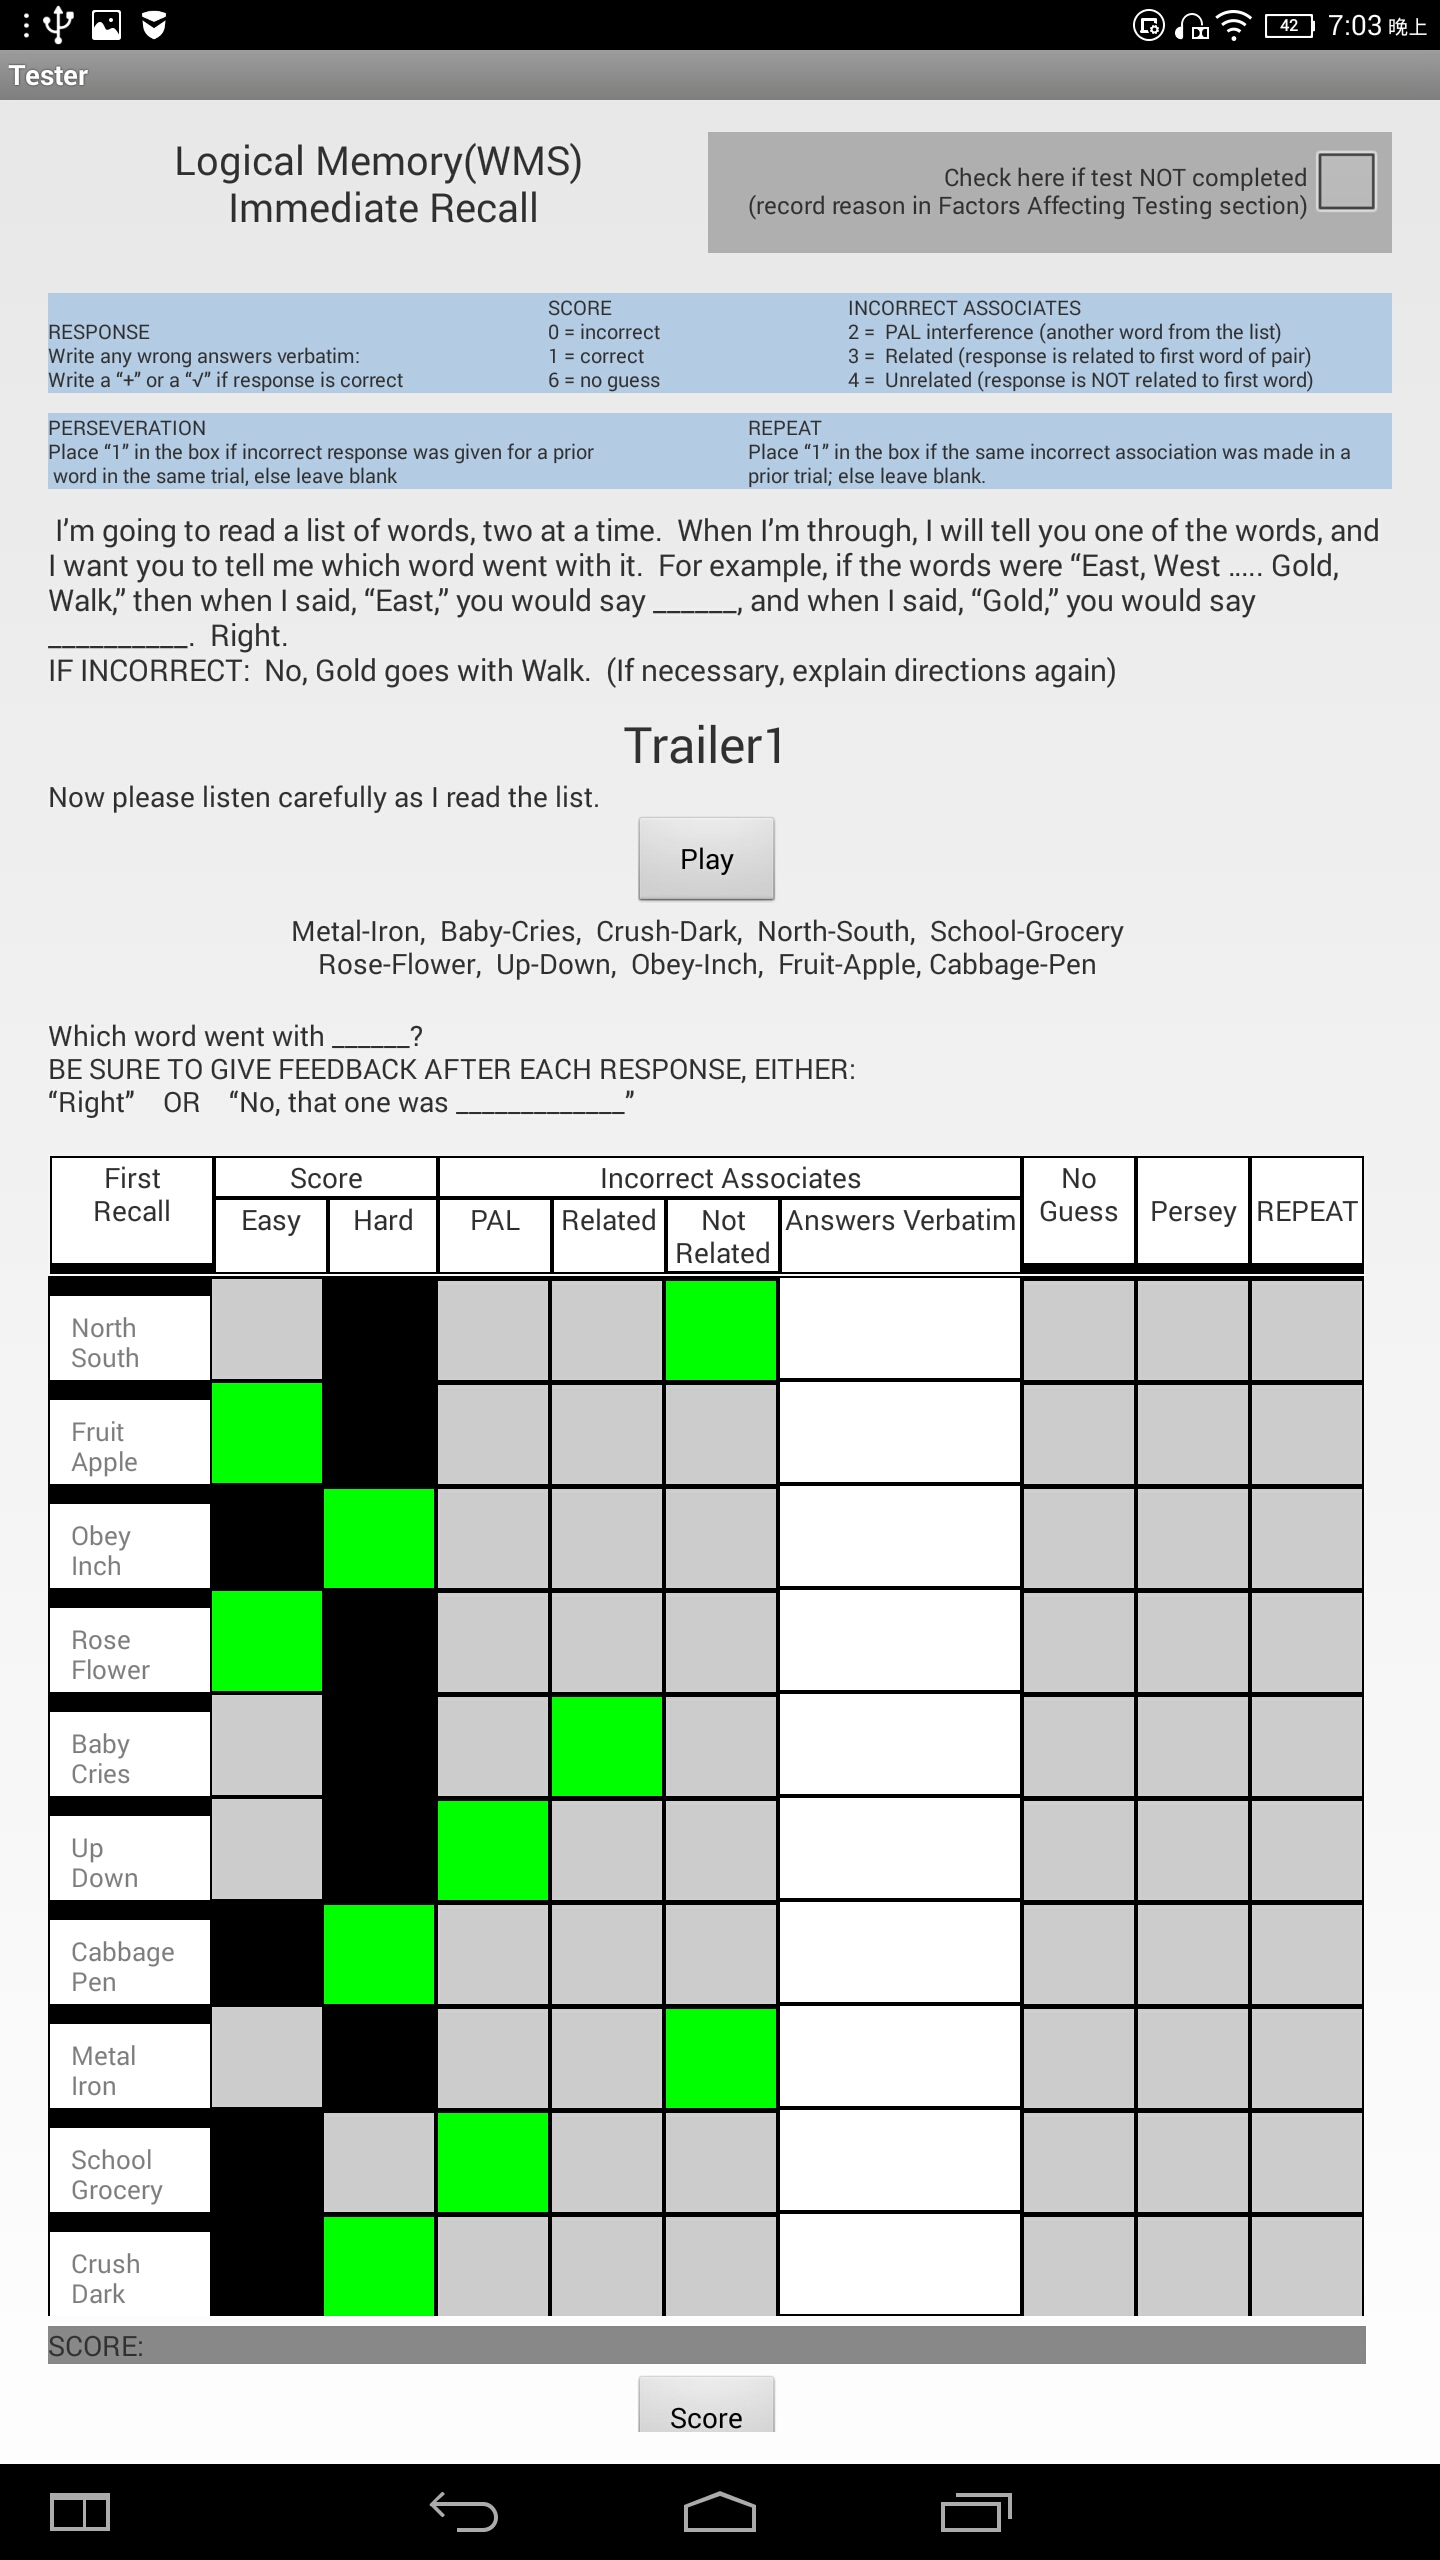 42 7:03 晚上
Tester
Logical Memory(WMS)
Immediate Recall
Check here if test NOT completed
(record reason in Factors Affecting Testing section)
SCORE INCORRECT ASSOCIATES
RESPONSE 0 = incorrect 2 = PAL interference (another word from the list)
Write any wrong answers verbatim: 1 = correct 3 = Related (response is related to first word of pair)
Write a “+” or a “√” if response is correct 6 = no guess 4 = Unrelated (response is NOT related to first word)
PERSEVERATION
Place “1” in the box if incorrect response was given for a prior
word in the same trial, else leave blank
REPEAT
Place “1” in the box if the same incorrect association was made in a
prior trial; else leave blank.
I’m going to read a list of words, two at a time. When I’m through, I will tell you one of the words, and
I want you to tell me which word went with it. For example, if the words were “East, West ..... Gold,
Walk,” then when I said, “East,” you would say ______, and when I said, “Gold,” you would say
__________. Right.
IF INCORRECT: No, Gold goes with Walk. (If necessary, explain directions again)
Trailer1
Now please listen carefully as I read the list.
Play
Metal-Iron, Baby-Cries, Crush-Dark, North-South, School-Grocery
Rose-Flower, Up-Down, Obey-Inch, Fruit-Apple, Cabbage-Pen
Which word went with ______?
BE SURE TO GIVE FEEDBACK AFTER EACH RESPONSE, EITHER:
“Right” OR “No, that one was _____________”
First Score Incorrect Associates No
Recall Easy Hard PAL Related Not Answers Verbatim Guess Persey REPEAT
Related
North
South
Fruit
Apple
Obey
Inch
Rose
Flower
Baby
Cries
Up
Down
Cabbage
Pen
Metal
Iron
School
Grocery
Crush
Dark
SCORE:
Score